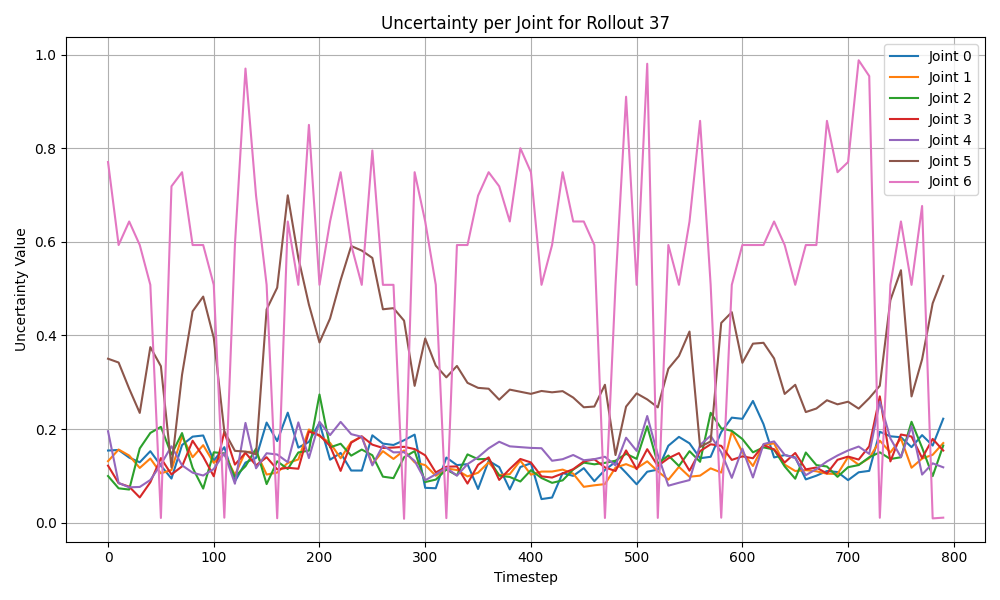 Uncertainty per Joint for Rollout 37
Uncertainty Value
1.0
0.8
0.6
0.4
0.2
0.0
Joint 0
Joint 1
Joint 2
Joint 3
Joint 4
Joint 5
Joint 6
0 100 200 300 400 500 600 700 800
Timestep